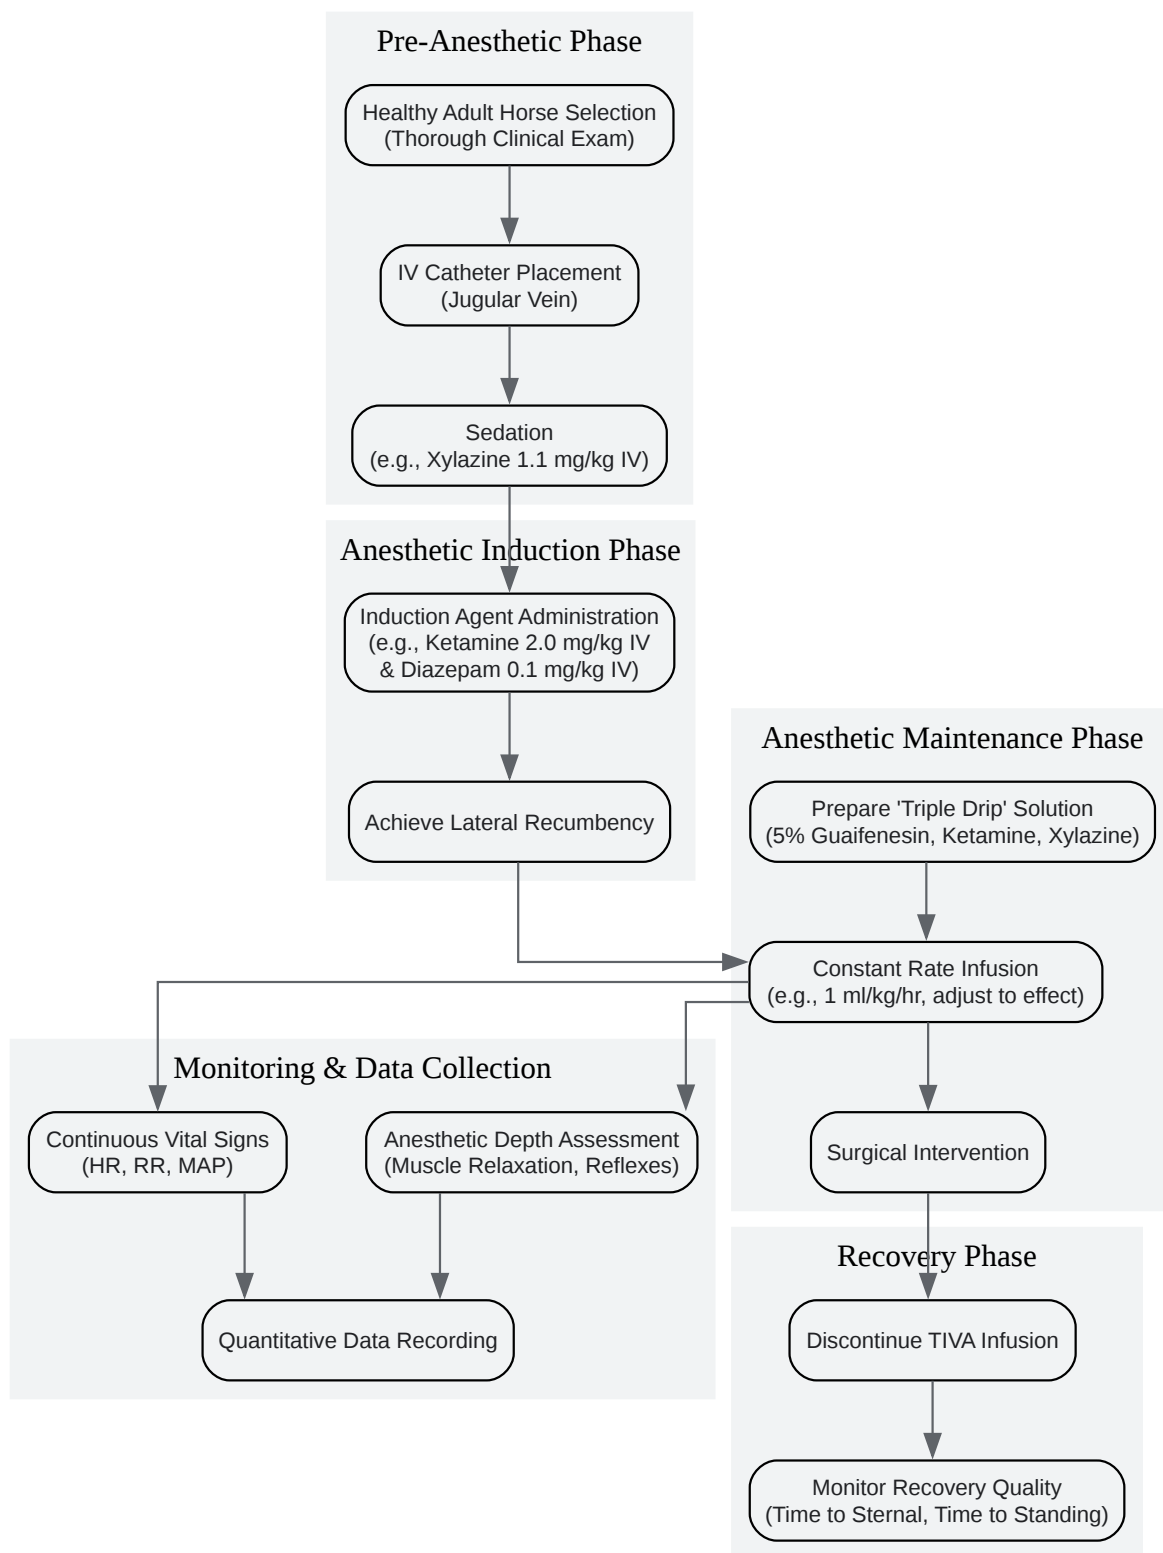 Pre-Anesthetic Phase
Healthy Adult Horse Selection
(Thorough Clinical Exam)
IV Catheter Placement
(Jugular Vein)
Sedation
(e.g., Xylazine 1.1 mg/kg IV)
Anesthetic Induction Phase
Induction Agent Administration
(e.g., Ketamine 2.0 mg/kg IV
& Diazepam 0.1 mg/kg IV)
Achieve Lateral Recumbency
Anesthetic Maintenance Phase
Prepare 'Triple Drip' Solution
(5% Guaifenesin, Ketamine, Xylazine)
Constant Rate Infusion
(e.g., 1 ml/kg/hr, adjust to effect)
Surgical Intervention
Monitoring & Data Collection
Continuous Vital Signs
(HR, RR, MAP)
Anesthetic Depth Assessment
(Muscle Relaxation, Reflexes)
Quantitative Data Recording
Recovery Phase
Discontinue TIVA Infusion
Monitor Recovery Quality
(Time to Sternal, Time to Standing)